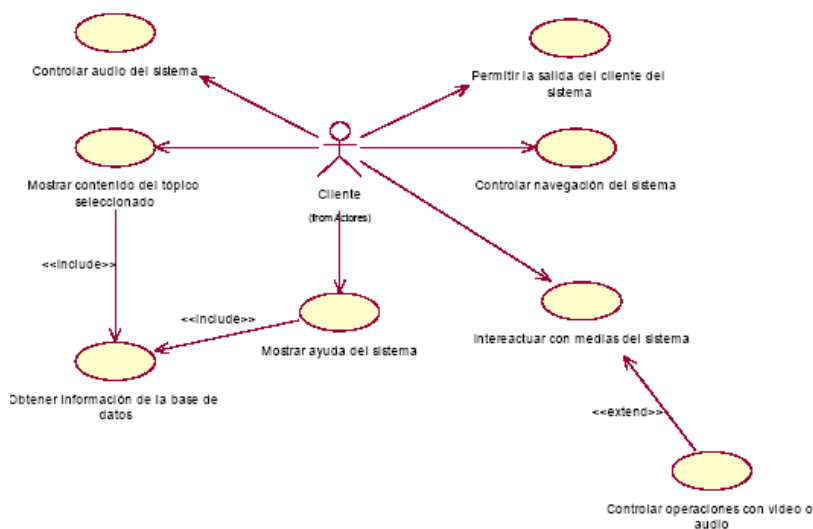 Controlar audio del sistema
Permitir la salida del cliente del
sistema
Mostrar contenido del tópico
seleccionado
Cliente
(from Actores)
Controlar navegación del sistema
<<include>>
<<include>>
Mostrar ayuda del sistema
Intereactuar con medias del sistema
Obtener información de la base de
datos
<<extend>>
Controlar operaciones con video o
audio